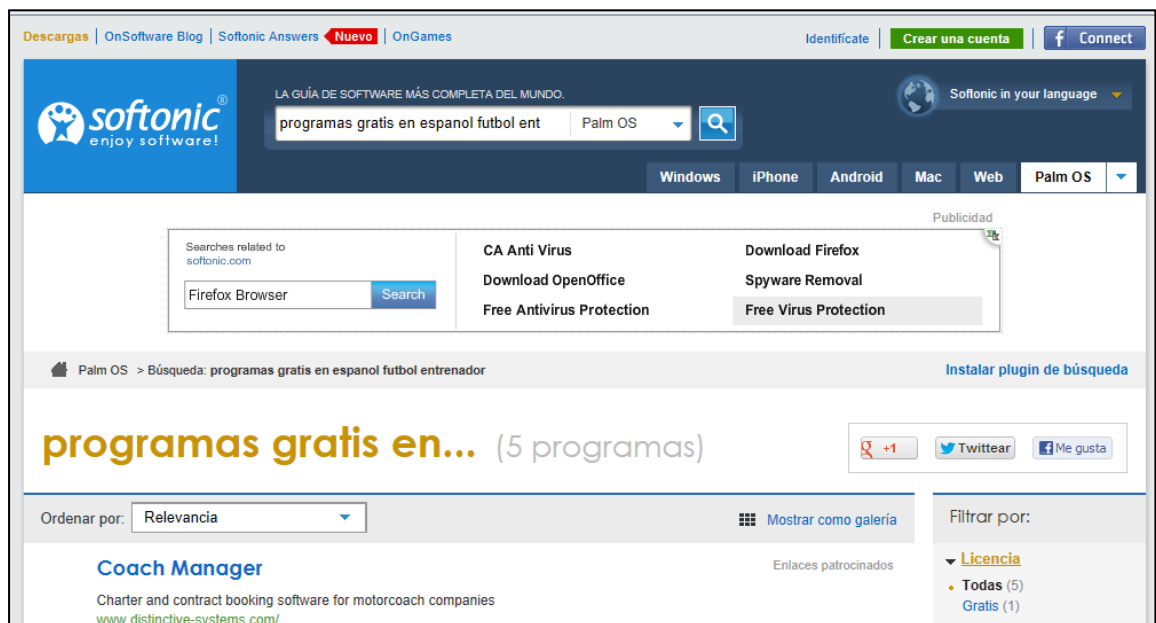 Descargas | OnSoftware Blog | Softonic Answers Nuevo | OnGames
Identifícate | Crear una cuenta | f Connect
softonic®
enjoy software!
LA GUÍA DE SOFTWARE MÁS COMPLETA DEL MUNDO.
programas gratis en espanol futbol ent Palm OS
Softonic in your language
Windows iPhone Android Mac Web Palm OS
Publicidad
Searches related to
softonic.com
Firefox Browser Search
CA Anti Virus Download Firefox
Download OpenOffice Spyware Removal
Free Antivirus Protection Free Virus Protection
Palm OS > Búsqueda: programas gratis en espanol futbol entrenador
Instalar plugin de búsqueda
programas gratis en... (5 programas)
g +1 Twittear f Me gusta
Ordenar por: Relevancia Mostrar como galería
Filtrar por:
Coach Manager Enlaces patrocinados
Charter and contract booking software for motorcoach companies
www.distinctive-systems.com/
Licencia
Todas (5)
Gratis (1)